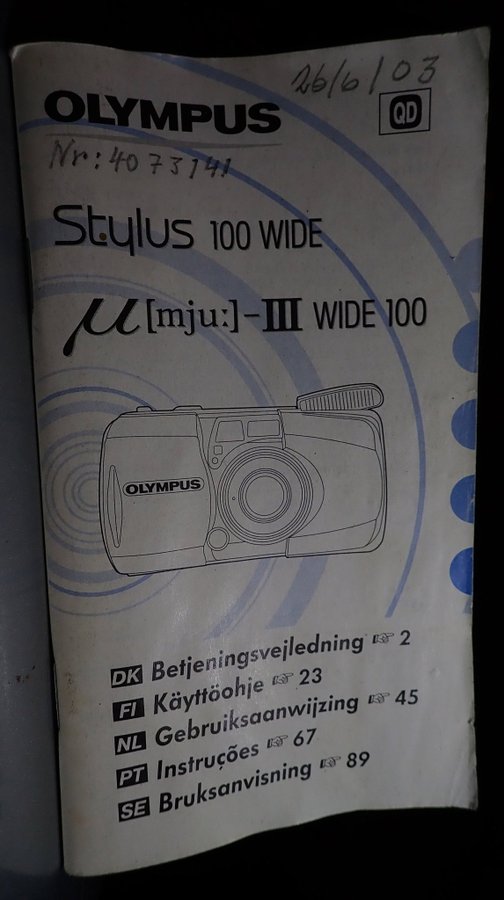 26/6/03
OLYMPUS
QD
Nr: 4073141
Stylus 100 WIDE
µ[mju:]-III WIDE 100
OLYMPUS
DK Betjeningsvejledning ☞ 2
FI Käyttöohje ☞ 23
NL Gebruiksaanwijzing ☞ 45
PT Instruções ☞ 67
SE Bruksanvisning ☞ 89